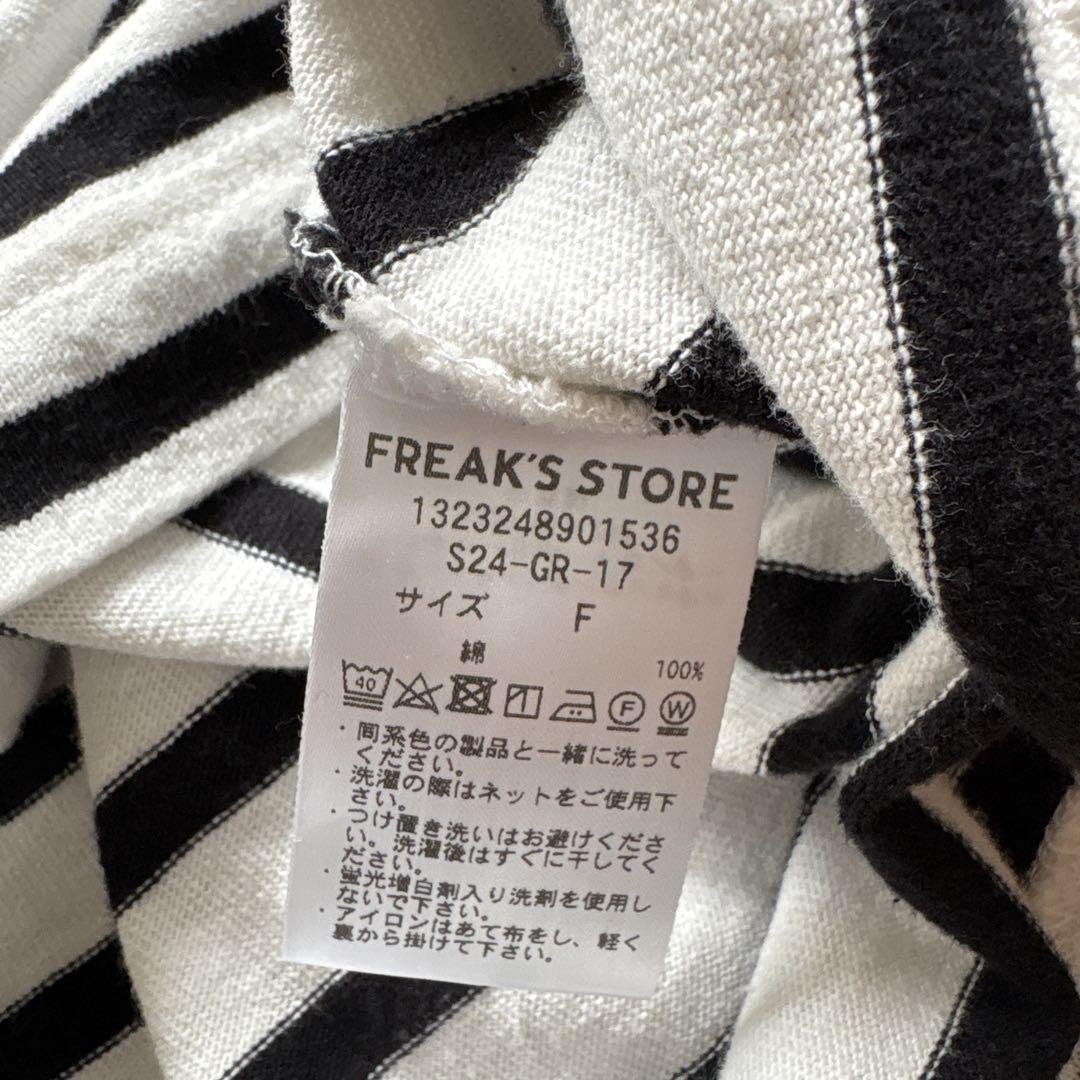 FREAK'S STORE
1323248901536
S24-GR-17
サイズ F
綿 100%
40 F W
・同系色の製品と一緒に洗って
ください。
・洗濯の際はネットをご使用下
さい。
・つけ置き洗いはお避けくださ
い。洗濯後はすぐに干してく
ださい。
・蛍光増白剤入り洗剤を使用し
ないで下さい。
・アイロンはあて布をし、軽く
裏から掛けて下さい。